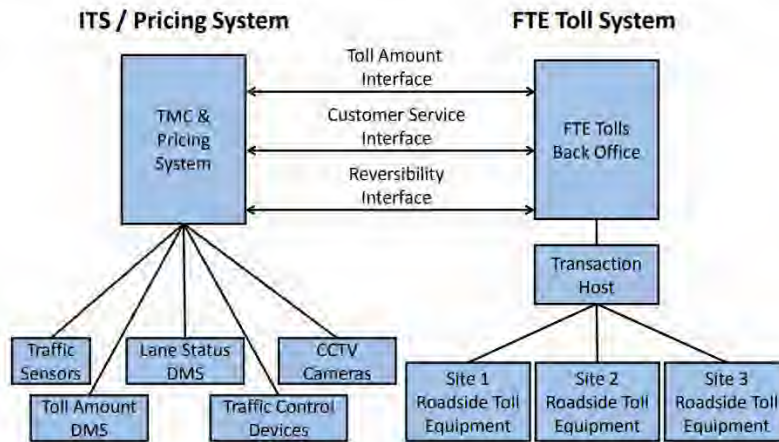 ITS / Pricing System
FTE Toll System
Toll Amount
Interface
TMC &
Pricing
System
Customer Service
Interface
FTE Tolls
Back Office
Reversibility
Interface
Transaction
Host
Traffic
Sensors
Lane Status
DMS
CCTV
Cameras
Toll Amount
DMS
Traffic Control
Devices
Site 1
Roadside Toll
Equipment
Site 2
Roadside Toll
Equipment
Site 3
Roadside Toll
Equipment